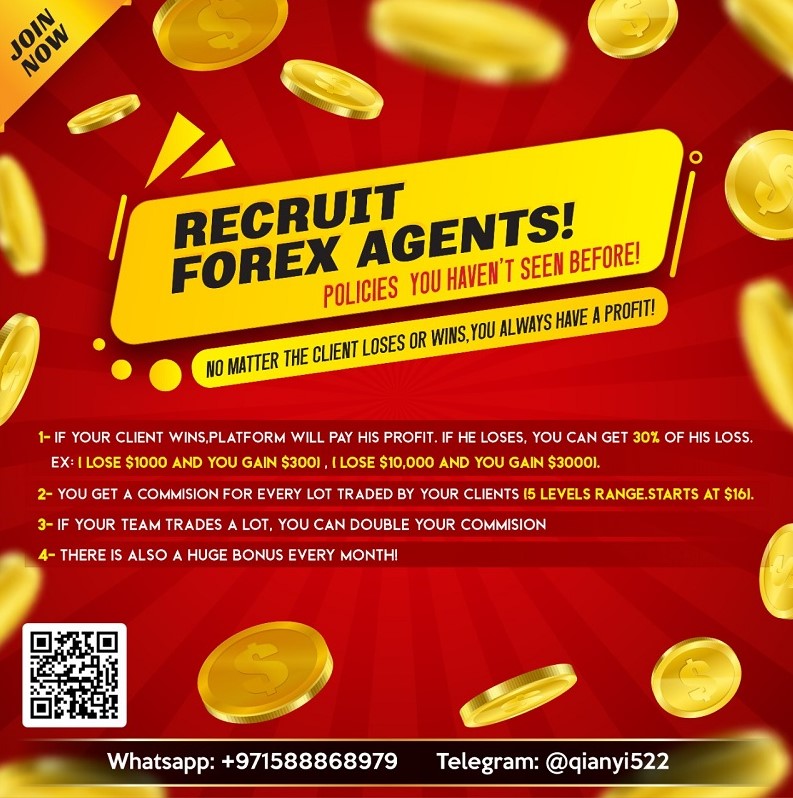 JOIN
NOW
RECRUIT
FOREX AGENTS!
POLICIES YOU HAVEN'T SEEN BEFORE!
NO MATTER THE CLIENT LOSES OR WINS,YOU ALWAYS HAVE A PROFIT!
1- IF YOUR CLIENT WINS,PLATFORM WILL PAY HIS PROFIT. IF HE LOSES, YOU CAN GET 30% OF HIS LOSS.
EX: ( LOSE $1000 AND YOU GAIN $300) , ( LOSE $10,000 AND YOU GAIN $3000).
2- YOU GET A COMMISION FOR EVERY LOT TRADED BY YOUR CLIENTS (5 LEVELS RANGE.STARTS AT $16).
3- IF YOUR TEAM TRADES A LOT, YOU CAN DOUBLE YOUR COMMISION
4- THERE IS ALSO A HUGE BONUS EVERY MONTH!
Whatsapp: +971588868979 Telegram: @qianyi522